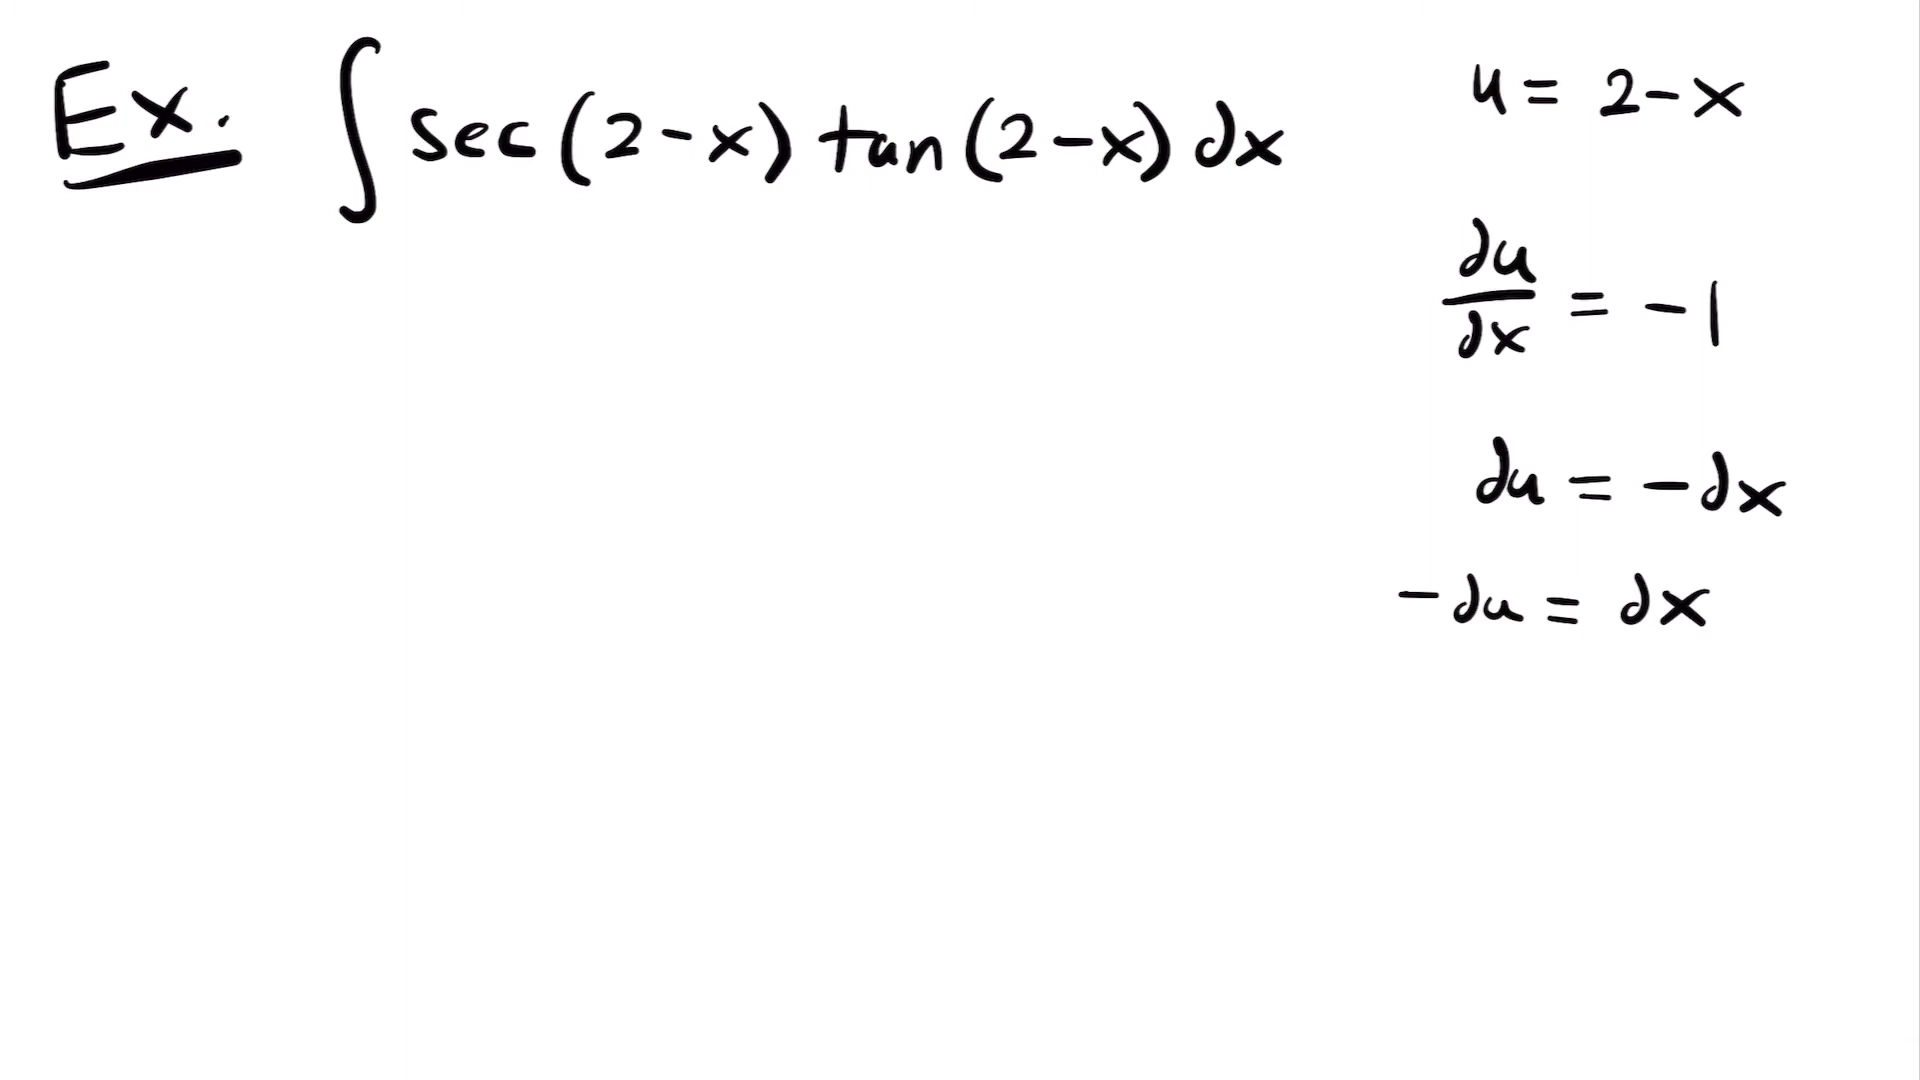 Ex. ∫ sec(2-x) tan(2-x) dx
u = 2-x
du/dx = -1
du = -dx
-du = dx